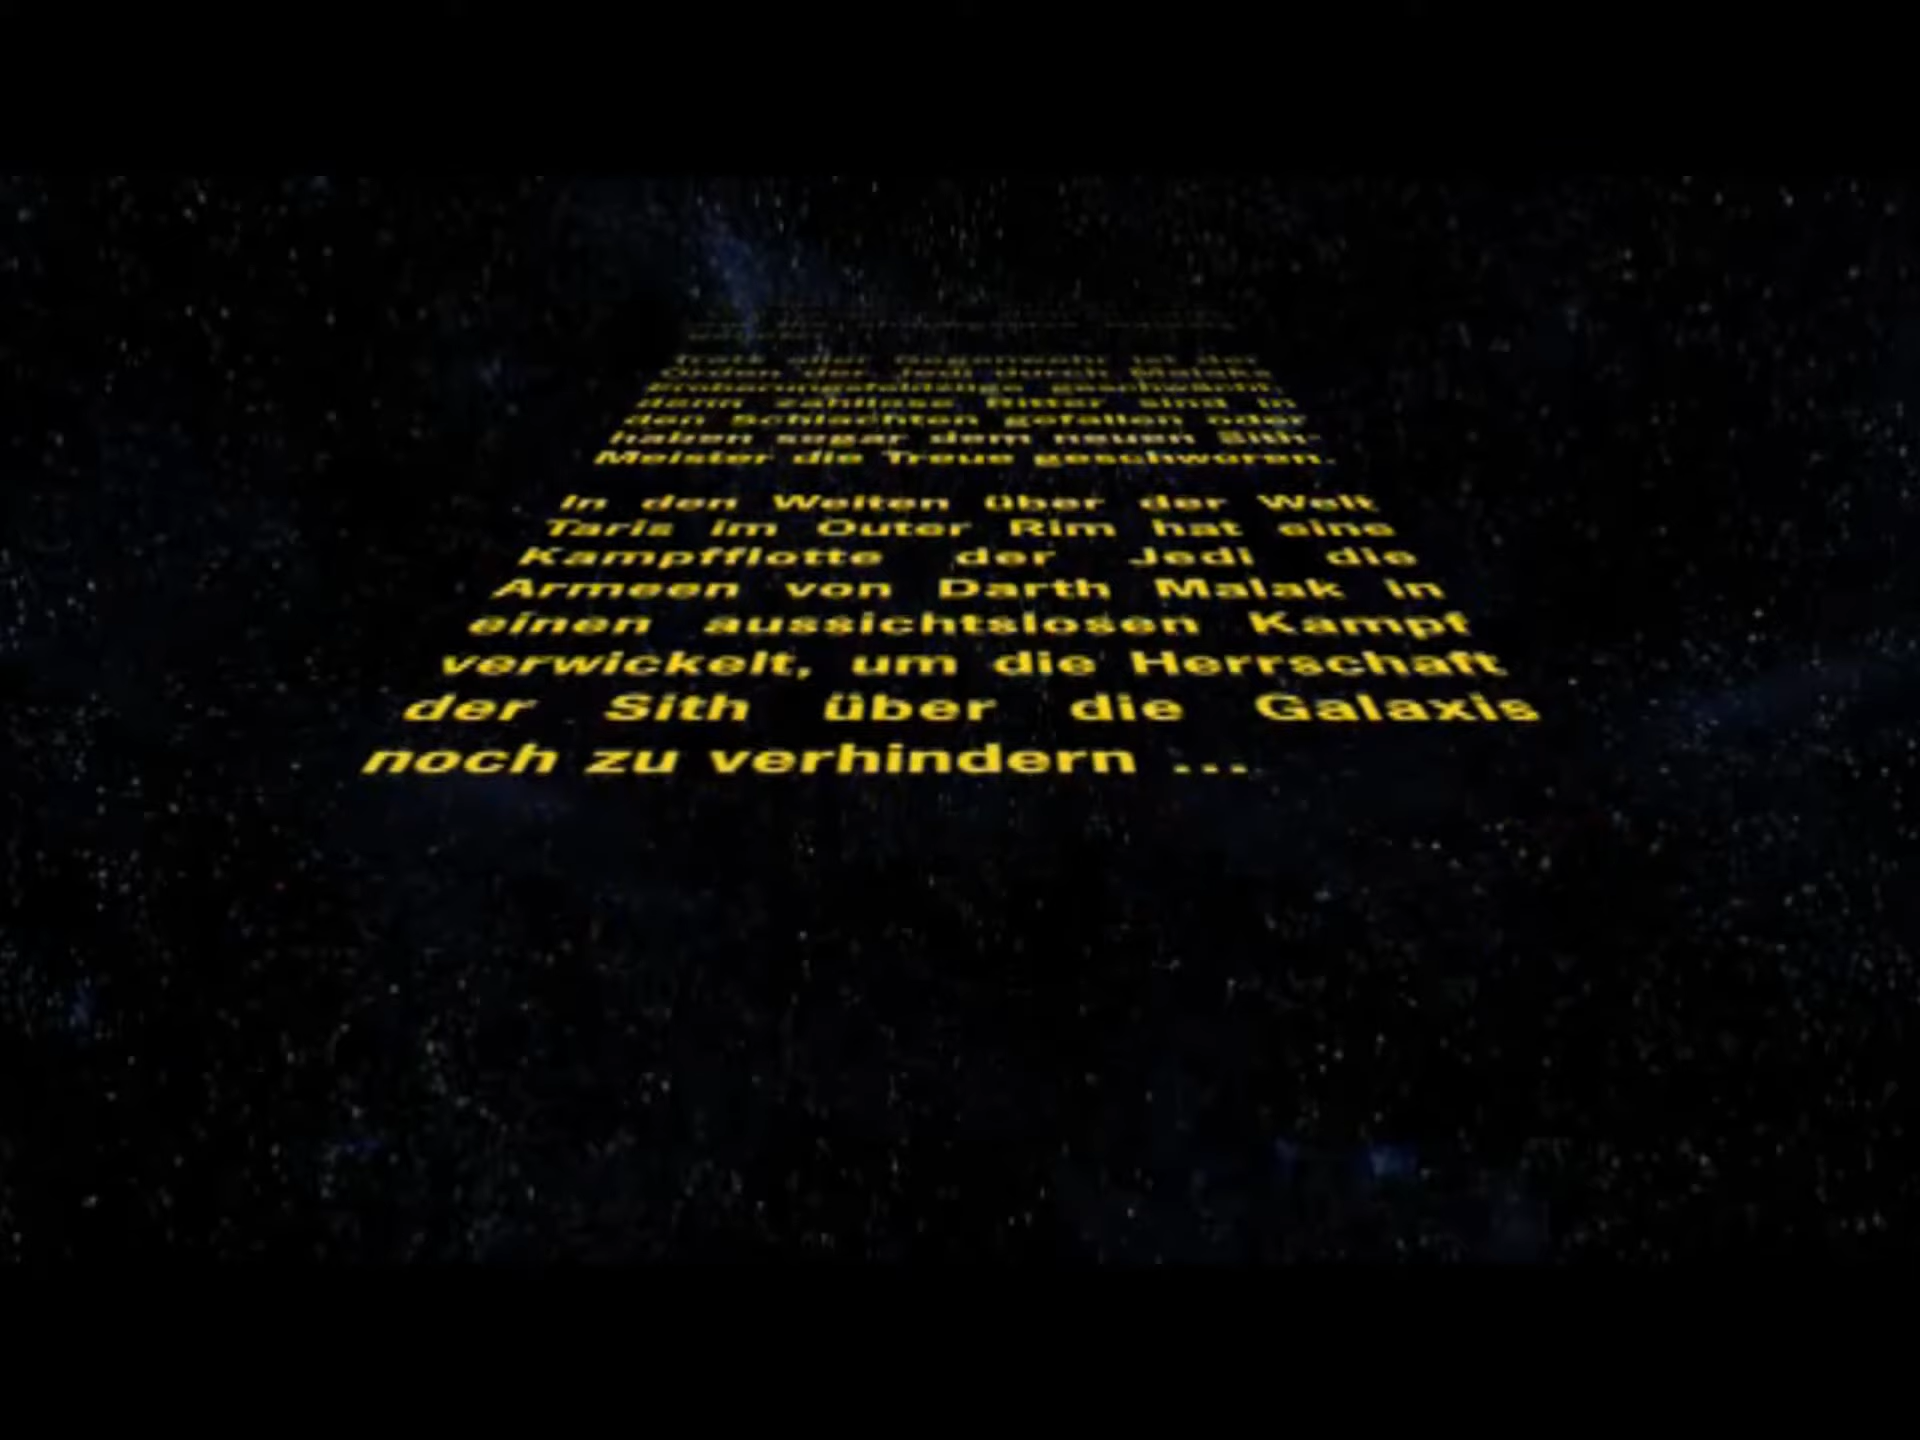 Trotz aller Gegenwehr ist der
Orden der Jedi durch Malaks
Eroberungsfeldzüge geschwächt,
denn zahllose Ritter sind in
den Schlachten gefallen oder
haben sogar dem neuen Sith-
Meister die Treue geschworen.
In den Weiten über der Welt
Taris im Outer Rim hat eine
Kampfflotte der Jedi die
Armeen von Darth Malak in
einen aussichtslosen Kampf
verwickelt, um die Herrschaft
der Sith über die Galaxis
noch zu verhindern ...